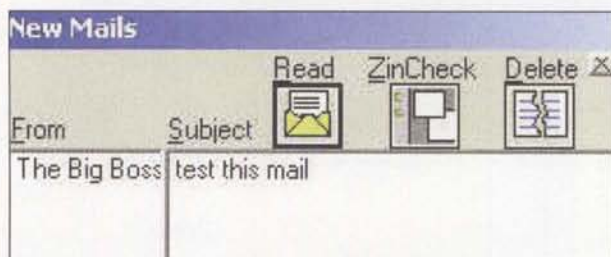 New Mails
Read ZinCheck Delete
From Subject
The Big Boss test this mail